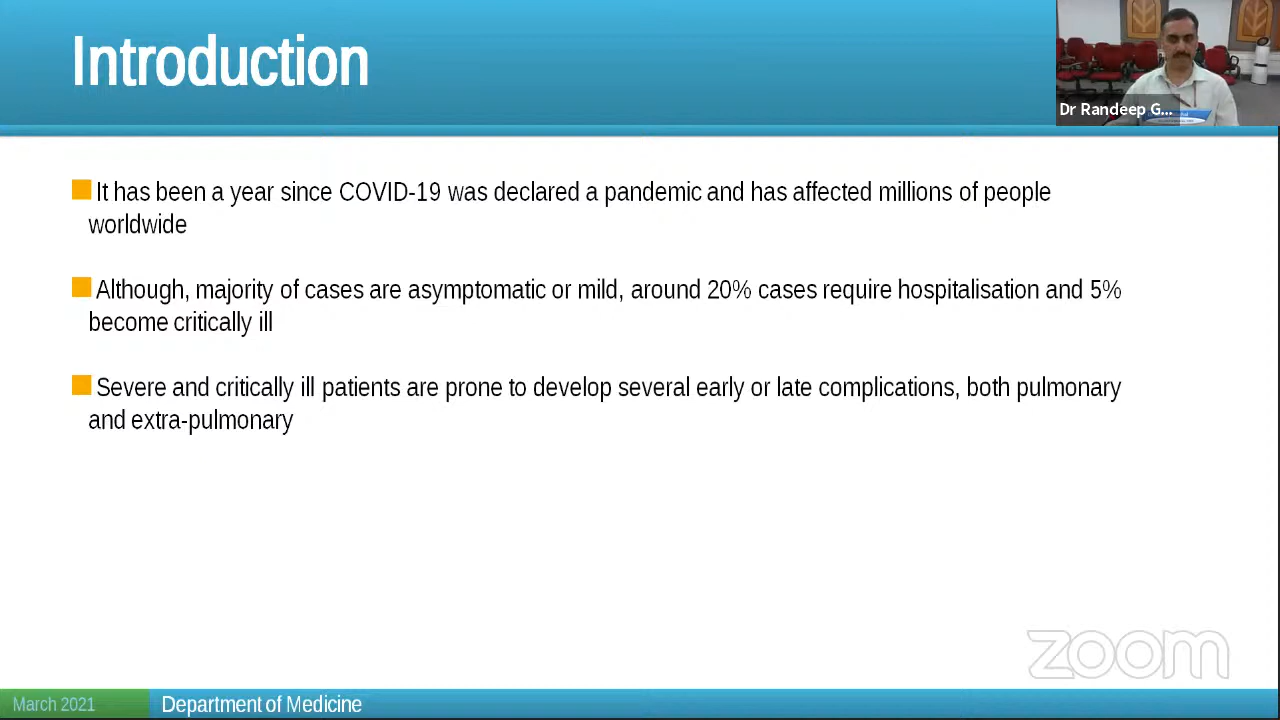 Introduction
Dr Randeep G...
It has been a year since COVID-19 was declared a pandemic and has affected millions of people
worldwide
Although, majority of cases are asymptomatic or mild, around 20% cases require hospitalisation and 5%
become critically ill
Severe and critically ill patients are prone to develop several early or late complications, both pulmonary
and extra-pulmonary
zoom
March 2021
Department of Medicine